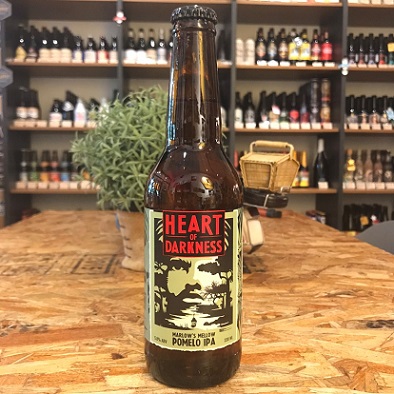 HEART
OF
DARKNESS
MARLOW'S MELLOW
POMELO IPA